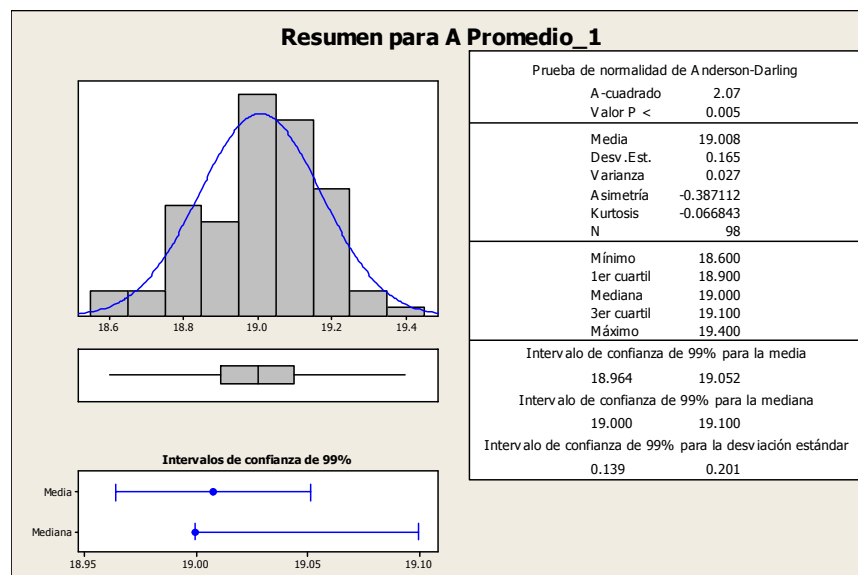 Resumen para A Promedio_1
18.6 18.8 19.0 19.2 19.4
Intervalos de confianza de 99%
Media
Mediana
18.95 19.00 19.05 19.10
Prueba de normalidad de Anderson-Darling
A-cuadrado 2.07
Valor P < 0.005
Media 19.008
Desv.Est. 0.165
Varianza 0.027
Asimetría -0.387112
Kurtosis -0.066843
N 98
Mínimo 18.600
1er cuartil 18.900
Mediana 19.000
3er cuartil 19.100
Máximo 19.400
Intervalo de confianza de 99% para la media
18.964 19.052
Intervalo de confianza de 99% para la mediana
19.000 19.100
Intervalo de confianza de 99% para la desviación estándar
0.139 0.201